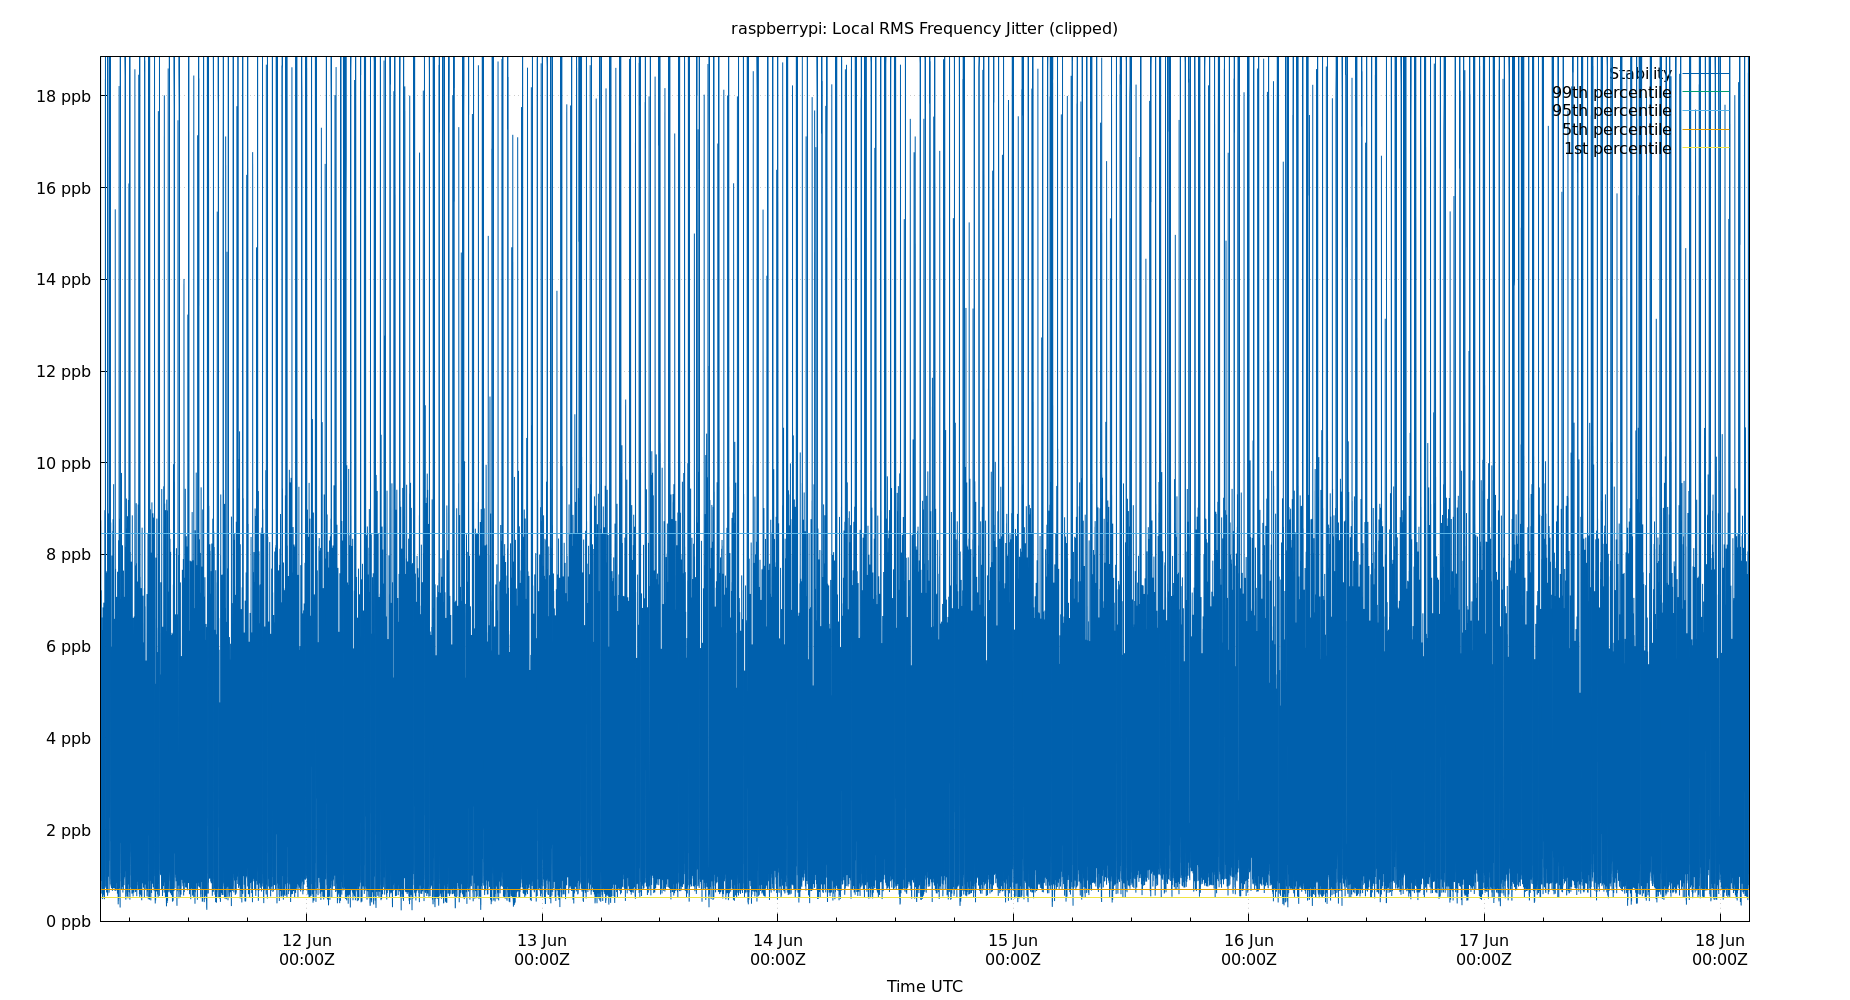 raspberrypi: Local RMS Frequency Jitter (clipped)
Stability
99th percentile
95th percentile
5th percentile
1st percentile
18 ppb
16 ppb
14 ppb
12 ppb
10 ppb
8 ppb
6 ppb
4 ppb
2 ppb
0 ppb
12 Jun 13 Jun 14 Jun 15 Jun 16 Jun 17 Jun 18 Jun
00:00Z 00:00Z 00:00Z 00:00Z 00:00Z 00:00Z 00:00Z
Time UTC